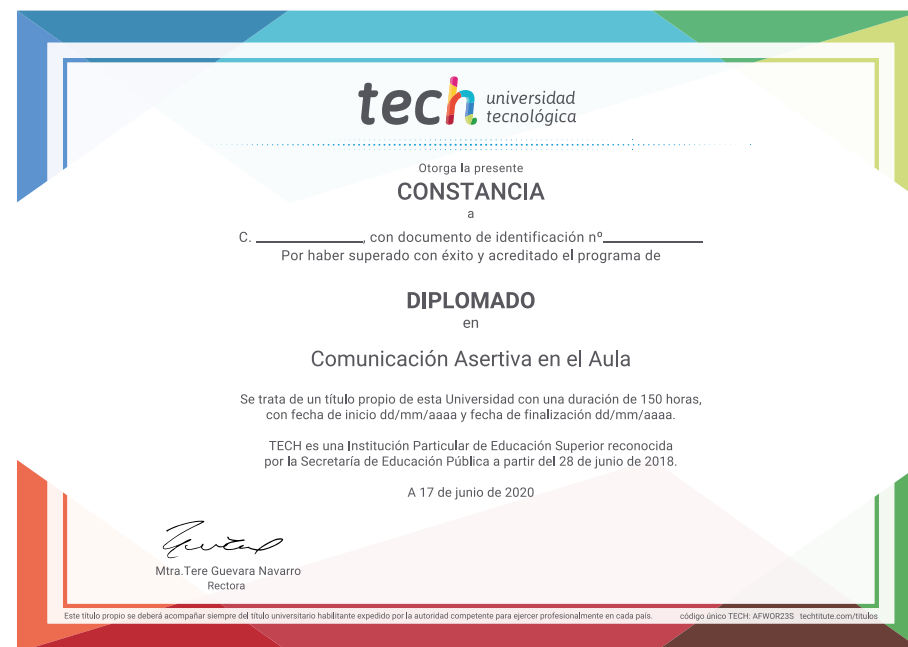 tech universidad
tecnológica
Otorga la presente
CONSTANCIA
a
C. ____________, con documento de identificación nº____________
Por haber superado con éxito y acreditado el programa de
DIPLOMADO
en
Comunicación Asertiva en el Aula
Se trata de un título propio de esta Universidad con una duración de 150 horas,
con fecha de inicio dd/mm/aaaa y fecha de finalización dd/mm/aaaa.
TECH es una Institución Particular de Educación Superior reconocida
por la Secretaría de Educación Pública a partir del 28 de junio de 2018.
A 17 de junio de 2020
Mtra.Tere Guevara Navarro
Rectora
Este título propio se deberá acompañar siempre del título universitario habilitante expedido por la autoridad competente para ejercer profesionalmente en cada país. código único TECH: AFWOR23S techtitute.com/titulos